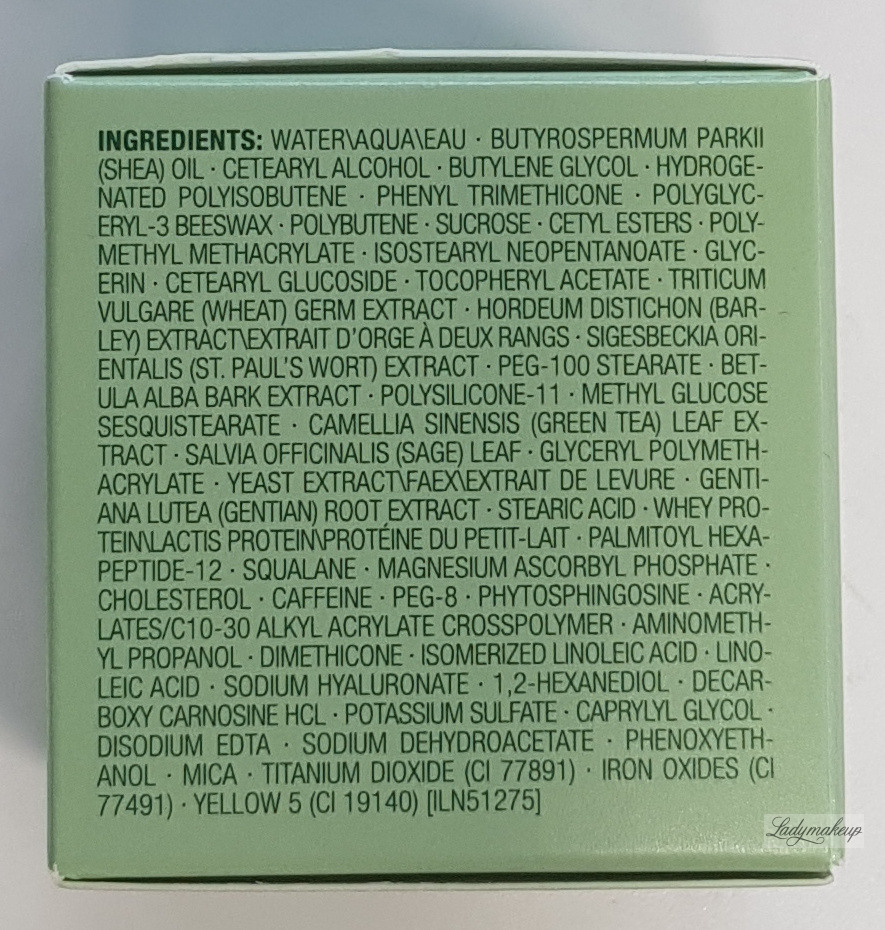 INGREDIENTS: WATER\AQUA\EAU · BUTYROSPERMUM PARKII
(SHEA) OIL · CETEARYL ALCOHOL · BUTYLENE GLYCOL · HYDROGE-
NATED POLYISOBUTENE · PHENYL TRIMETHICONE · POLYGLYC-
ERYL-3 BEESWAX · POLYBUTENE · SUCROSE · CETYL ESTERS · POLY-
METHYL METHACRYLATE · ISOSTEARYL NEOPENTANOATE · GLYC-
ERIN · CETEARYL GLUCOSIDE · TOCOPHERYL ACETATE · TRITICUM
VULGARE (WHEAT) GERM EXTRACT · HORDEUM DISTICHON (BAR-
LEY) EXTRACT\EXTRAIT D'ORGE À DEUX RANGS · SIGESBECKIA ORI-
ENTALIS (ST. PAUL'S WORT) EXTRACT · PEG-100 STEARATE · BET-
ULA ALBA BARK EXTRACT · POLYSILICONE-11 · METHYL GLUCOSE
SESQUISTEARATE · CAMELLIA SINENSIS (GREEN TEA) LEAF EX-
TRACT · SALVIA OFFICINALIS (SAGE) LEAF · GLYCERYL POLYMETH-
ACRYLATE · YEAST EXTRACT\FAEX\EXTRAIT DE LEVURE · GENTI-
ANA LUTEA (GENTIAN) ROOT EXTRACT · STEARIC ACID · WHEY PRO-
TEIN\LACTIS PROTEIN\PROTÉINE DU PETIT-LAIT · PALMITOYL HEXA-
PEPTIDE-12 · SQUALANE · MAGNESIUM ASCORBYL PHOSPHATE ·
CHOLESTEROL · CAFFEINE · PEG-8 · PHYTOSPHINGOSINE · ACRY-
LATES/C10-30 ALKYL ACRYLATE CROSSPOLYMER · AMINOMETH-
YL PROPANOL · DIMETHICONE · ISOMERIZED LINOLEIC ACID · LINO-
LEIC ACID · SODIUM HYALURONATE · 1,2-HEXANEDIOL · DECAR-
BOXY CARNOSINE HCL · POTASSIUM SULFATE · CAPRYLYL GLYCOL ·
DISODIUM EDTA · SODIUM DEHYDROACETATE · PHENOXYETH-
ANOL · MICA · TITANIUM DIOXIDE (CI 77891) · IRON OXIDES (CI
77491) · YELLOW 5 (CI 19140) [ILN51275]
Ladymakeup